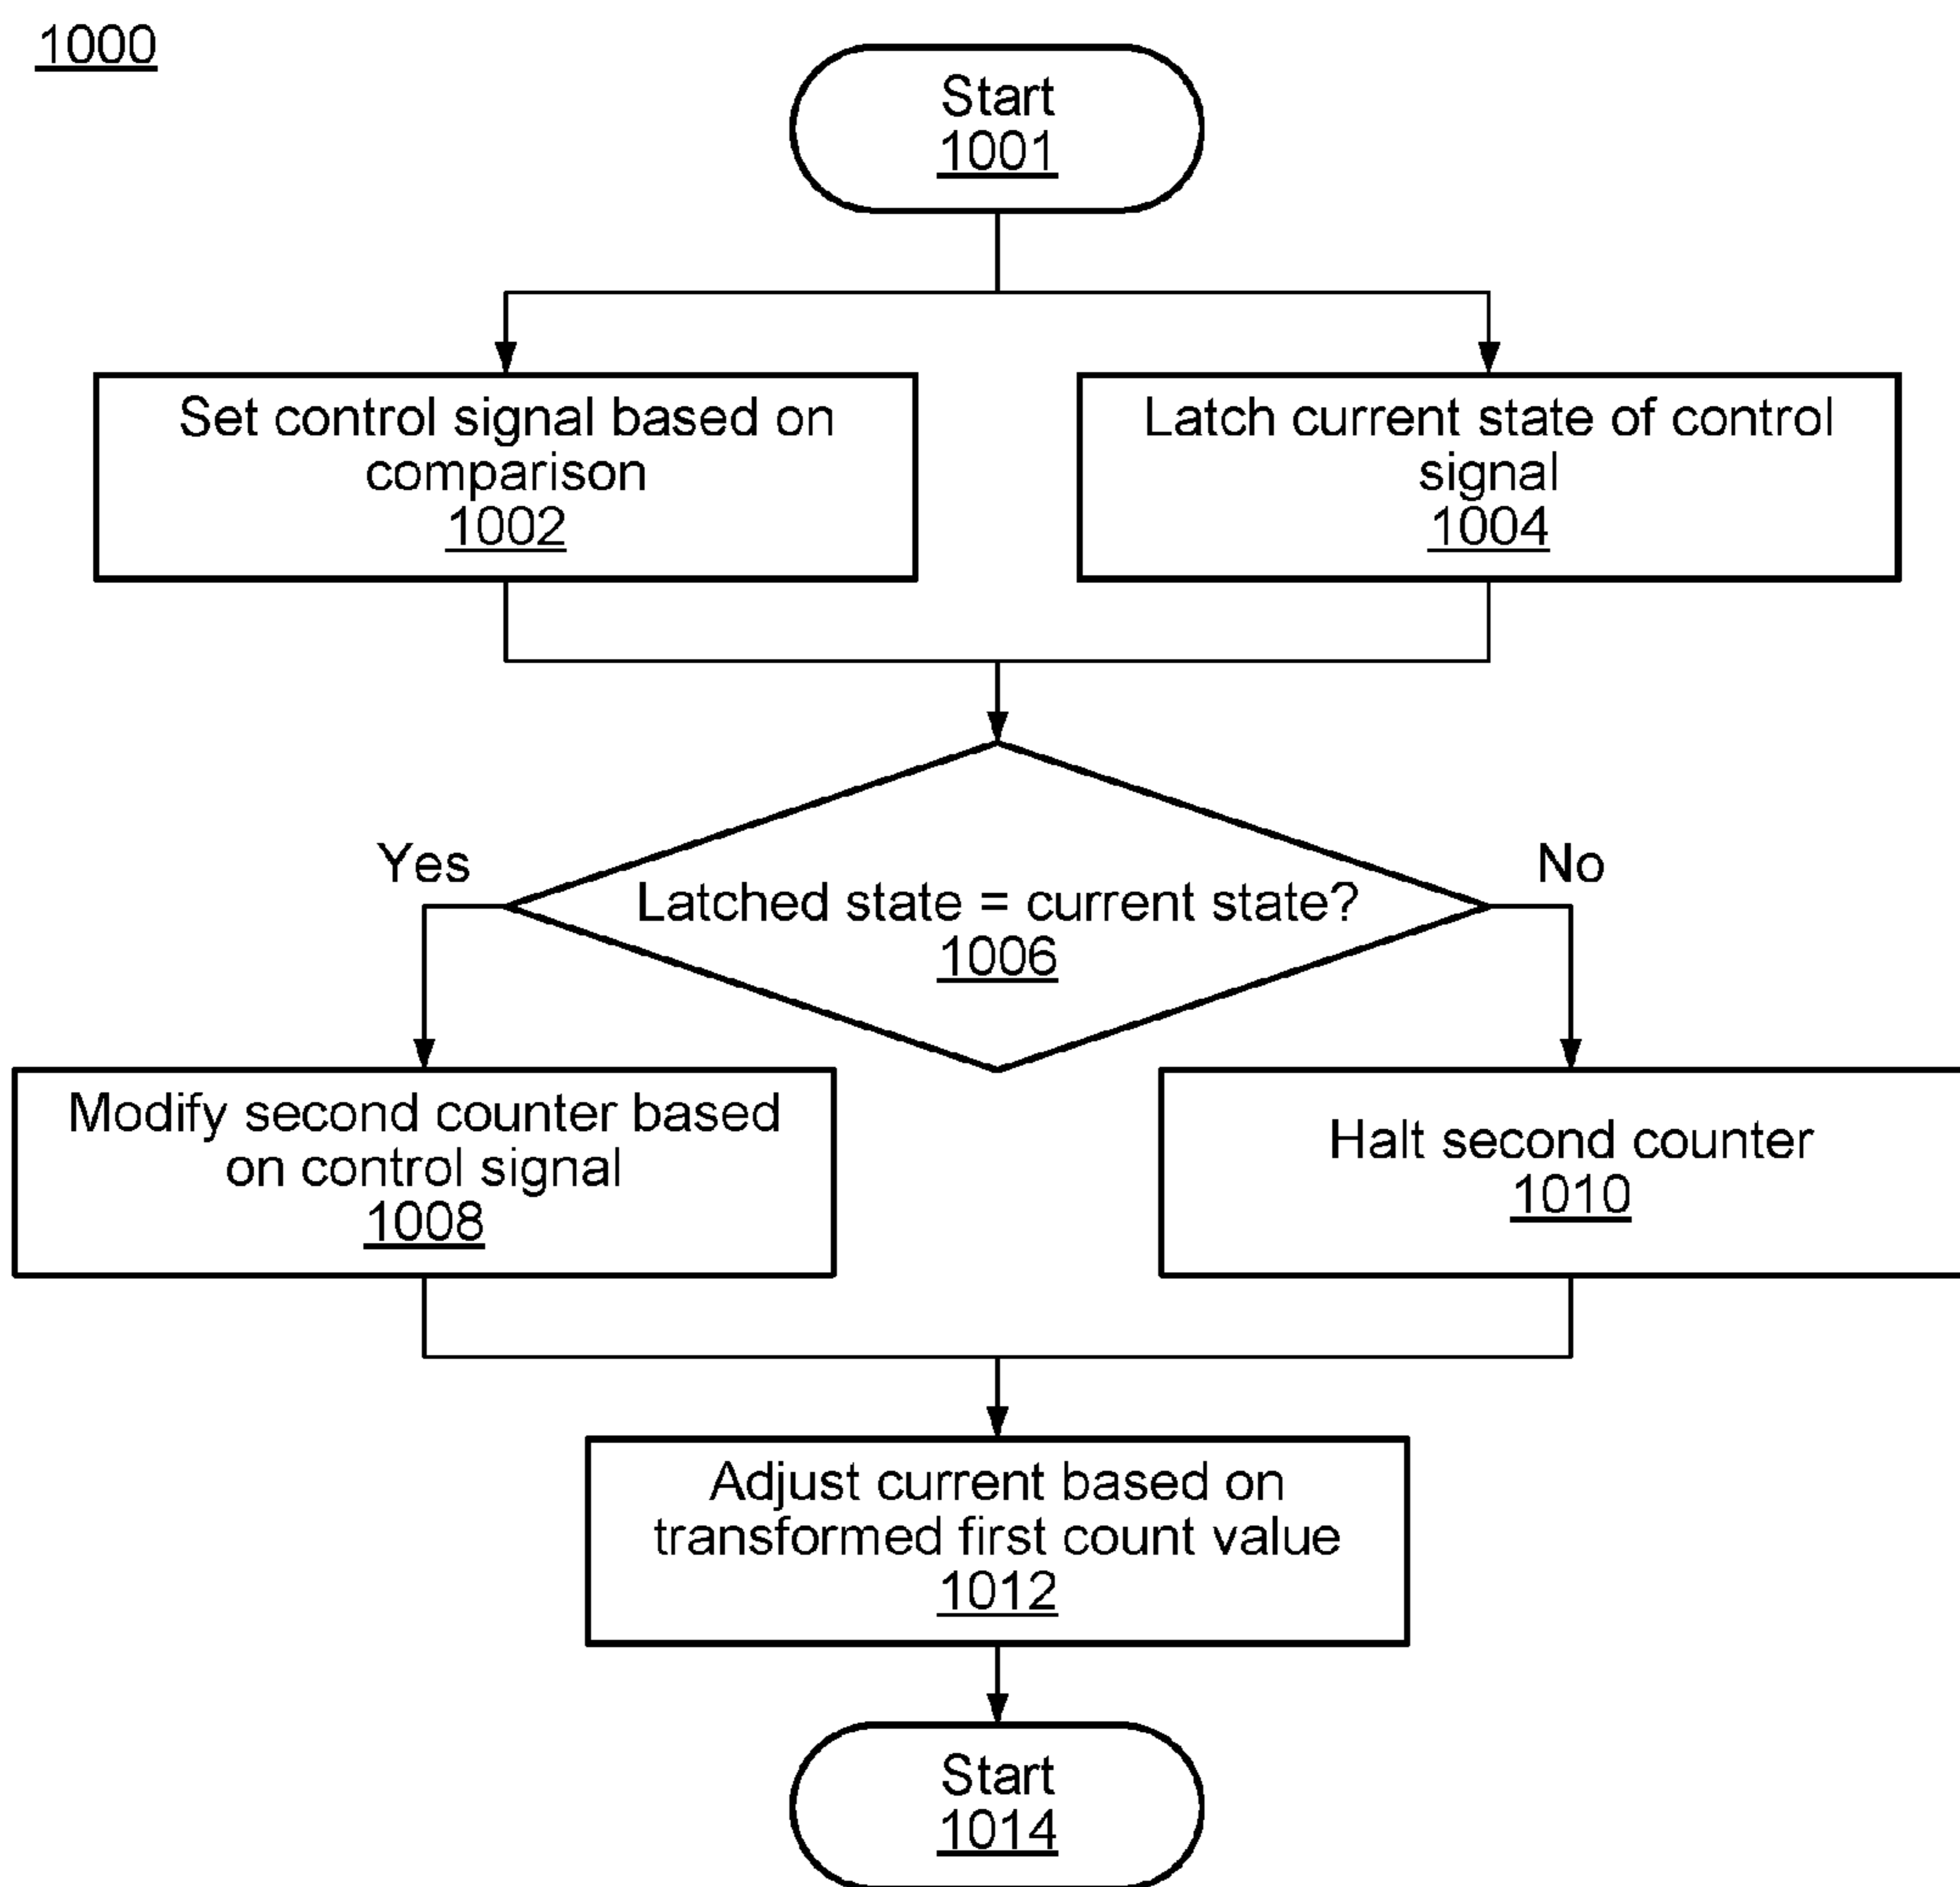 1000
Start
1001
Set control signal based on
comparison
1002
Latch current state of control
signal
1004
Yes
No
Latched state = current state?
1006
Modify second counter based
on control signal
1008
Halt second counter
1010
Adjust current based on
transformed first count value
1012
Start
1014